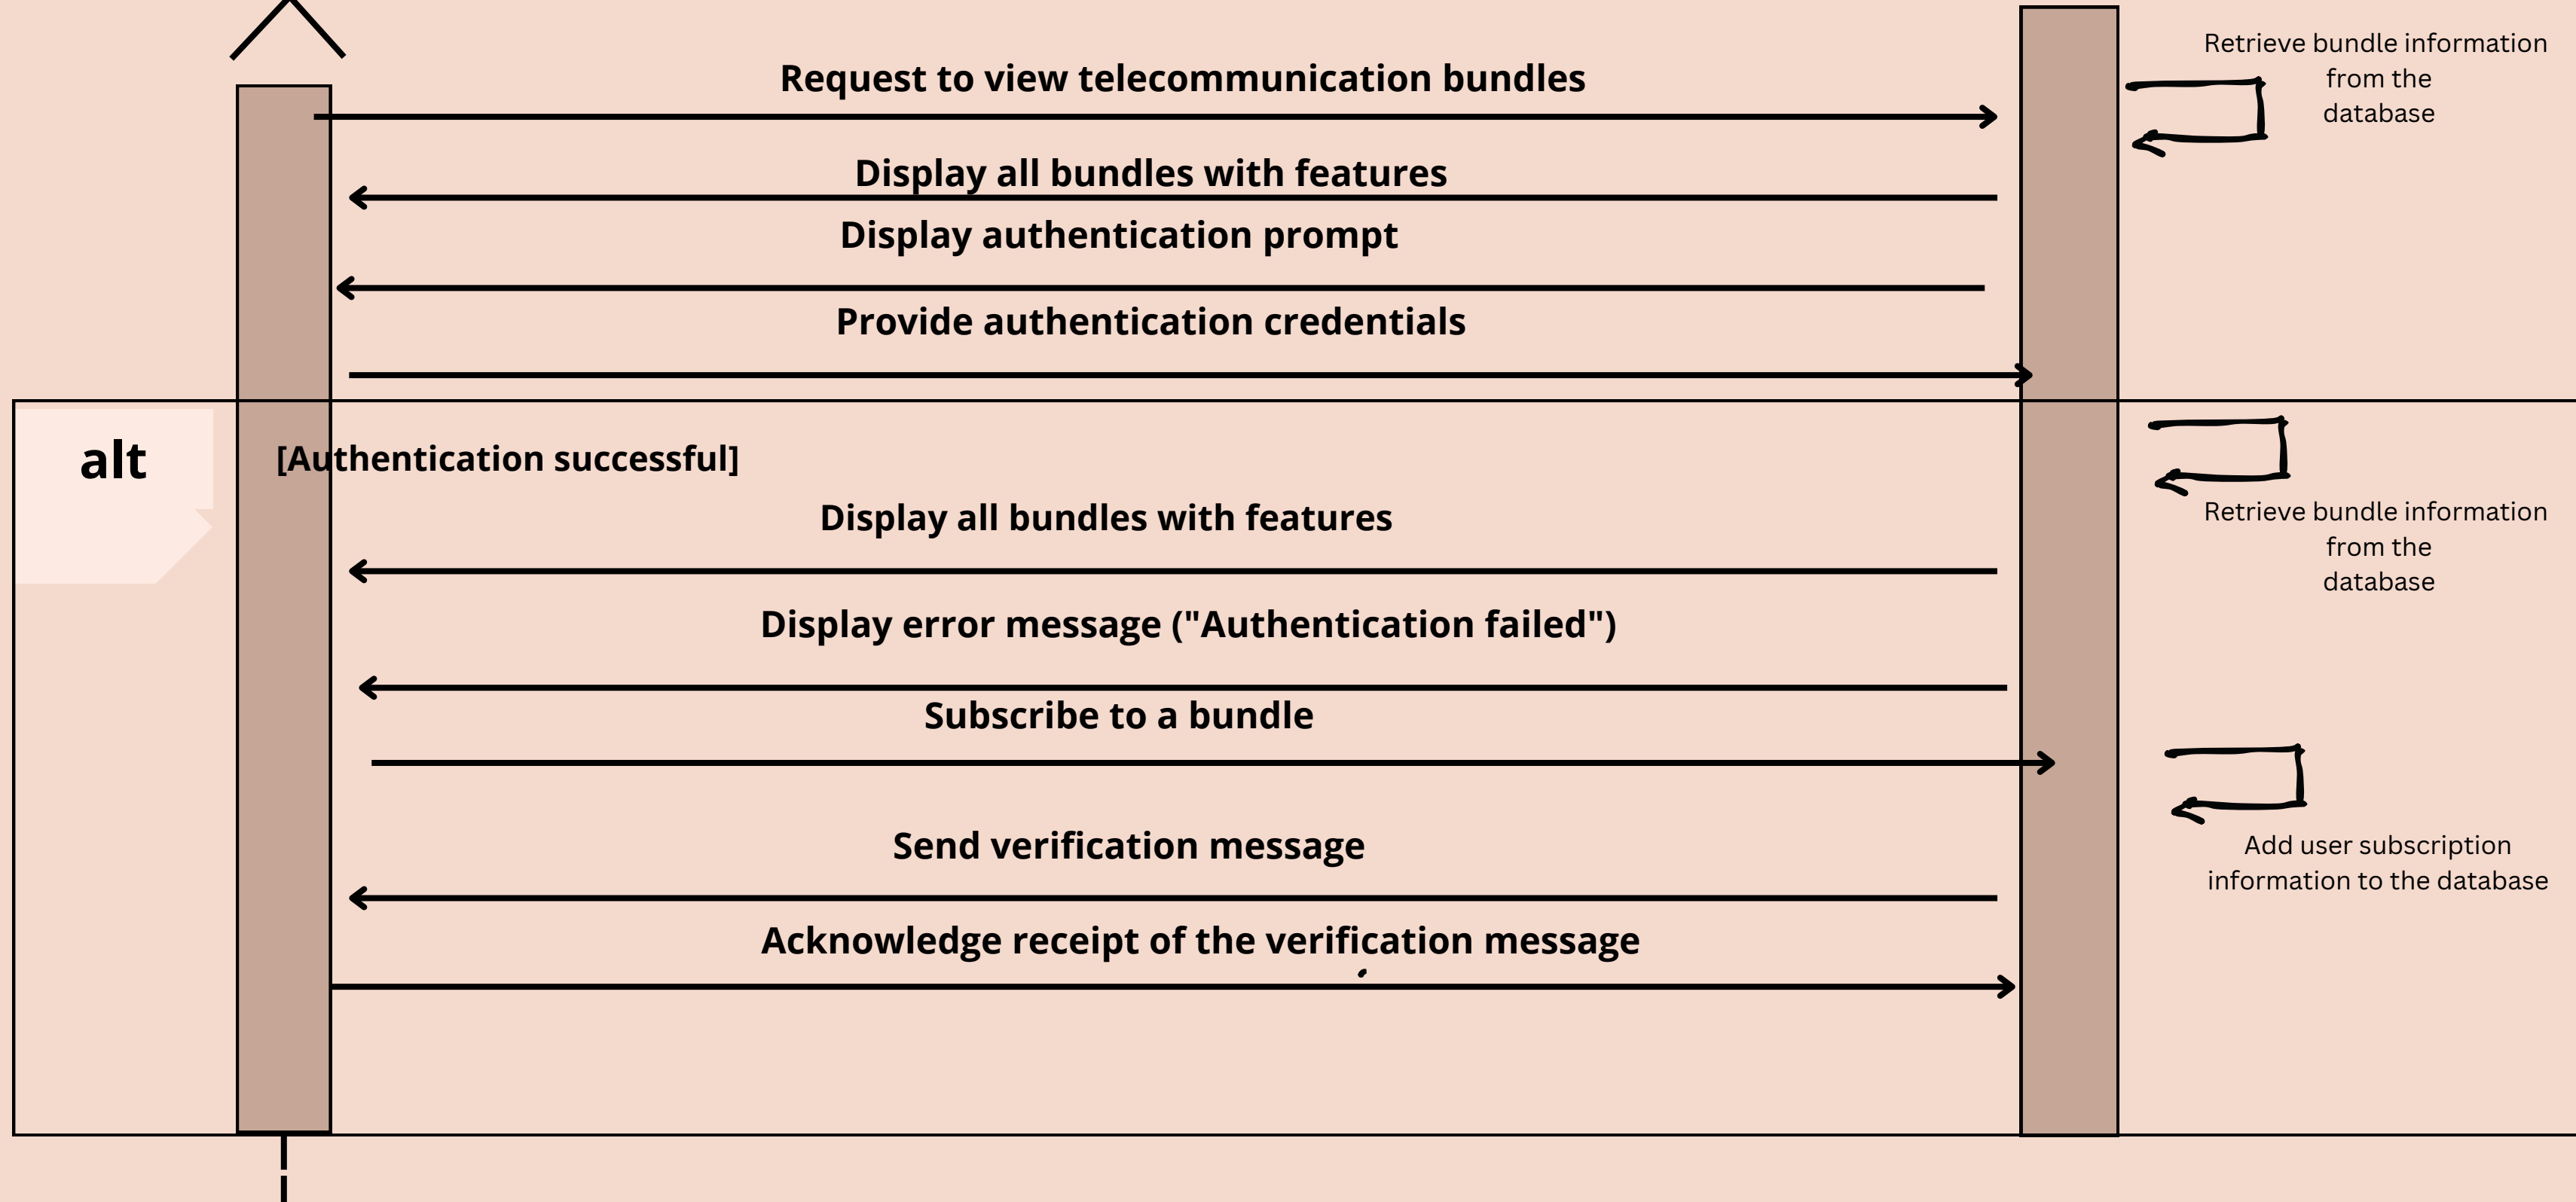 Retrieve bundle information
from the
database
Request to view telecommunication bundles
Display all bundles with features
Display authentication prompt
Provide authentication credentials
alt
[Authentication successful]
Display all bundles with features
Retrieve bundle information
from the
database
Display error message ("Authentication failed")
Subscribe to a bundle
Send verification message
Add user subscription
information to the database
Acknowledge receipt of the verification message